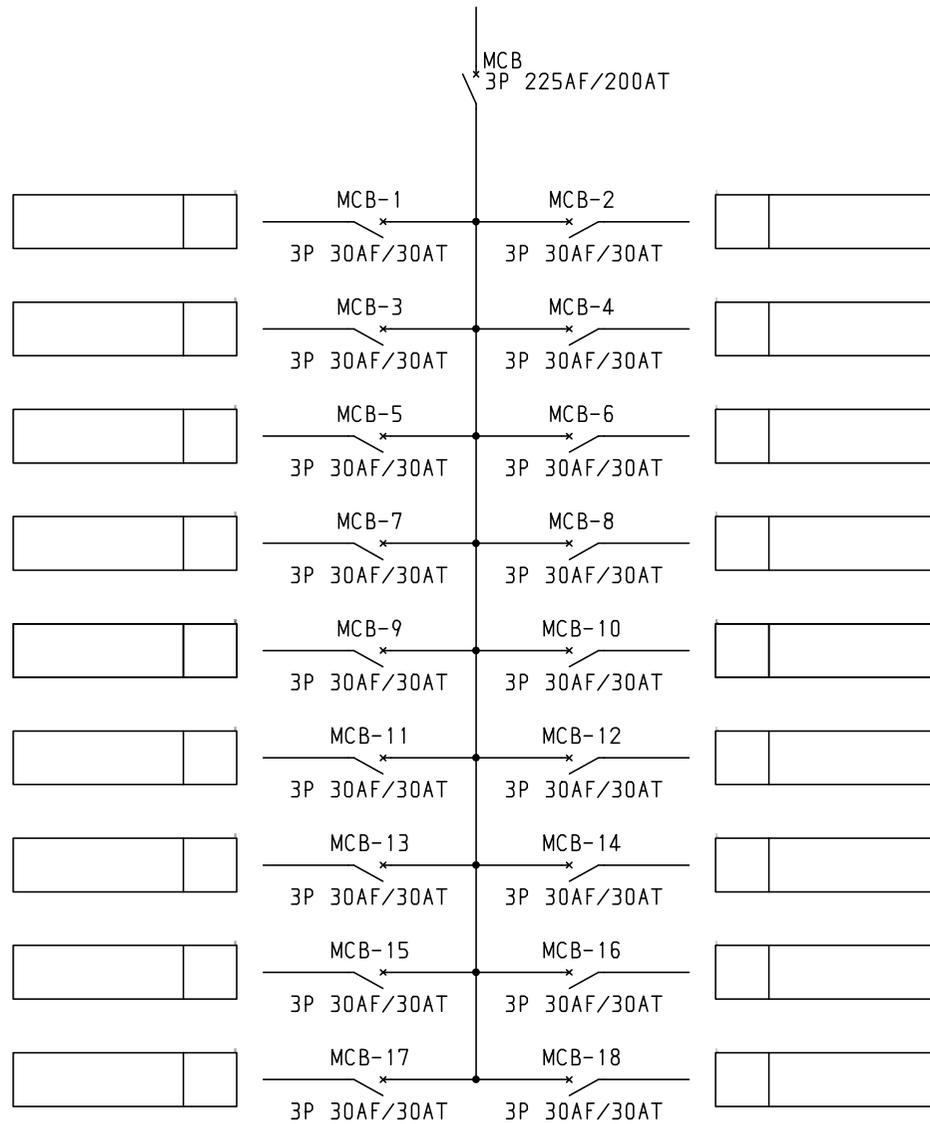 MCB
3P 225AF/200AT
MCB-1 MCB-2
3P 30AF/30AT 3P 30AF/30AT
MCB-3 MCB-4
3P 30AF/30AT 3P 30AF/30AT
MCB-5 MCB-6
3P 30AF/30AT 3P 30AF/30AT
MCB-7 MCB-8
3P 30AF/30AT 3P 30AF/30AT
MCB-9 MCB-10
3P 30AF/30AT 3P 30AF/30AT
MCB-11 MCB-12
3P 30AF/30AT 3P 30AF/30AT
MCB-13 MCB-14
3P 30AF/30AT 3P 30AF/30AT
MCB-15 MCB-16
3P 30AF/30AT 3P 30AF/30AT
MCB-17 MCB-18
3P 30AF/30AT 3P 30AF/30AT